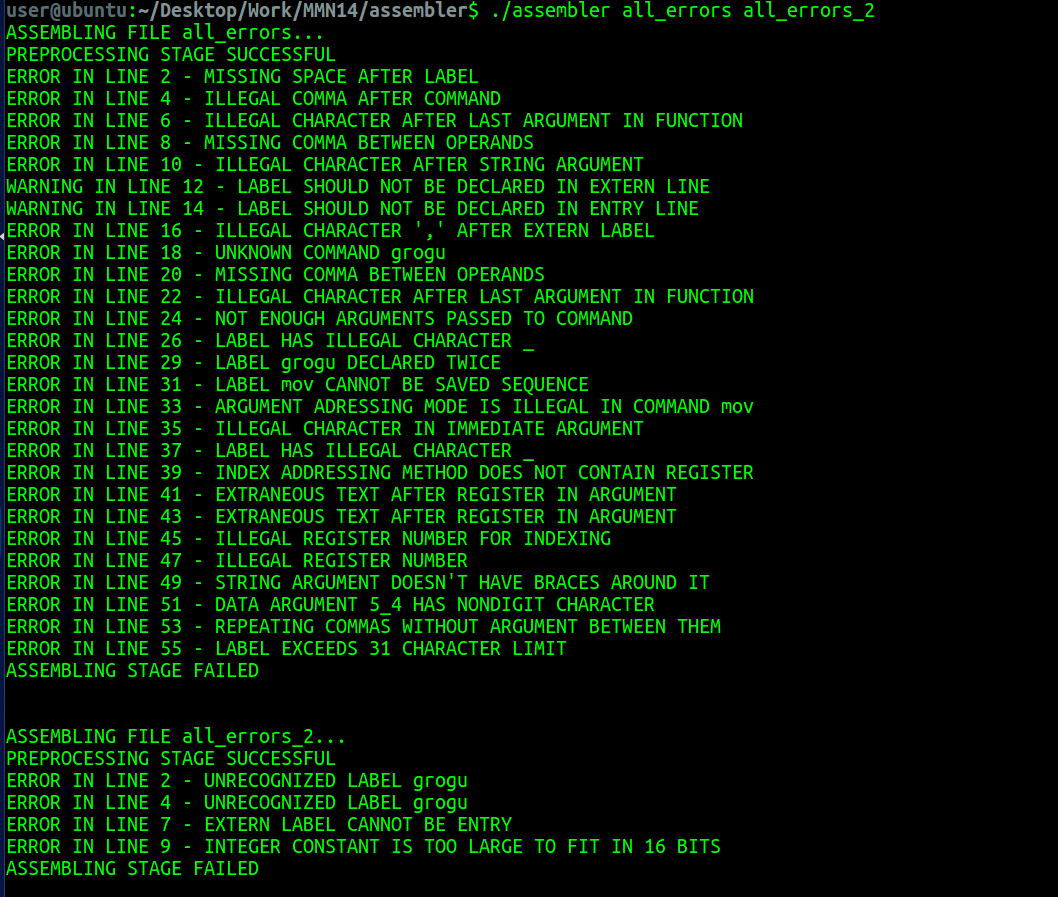 user@ubuntu:~/Desktop/Work/MMN14/assembler$ ./assembler all_errors all_errors_2
ASSEMBLING FILE all_errors...
PREPROCESSING STAGE SUCCESSFUL
ERROR IN LINE 2 - MISSING SPACE AFTER LABEL
ERROR IN LINE 4 - ILLEGAL COMMA AFTER COMMAND
ERROR IN LINE 6 - ILLEGAL CHARACTER AFTER LAST ARGUMENT IN FUNCTION
ERROR IN LINE 8 - MISSING COMMA BETWEEN OPERANDS
ERROR IN LINE 10 - ILLEGAL CHARACTER AFTER STRING ARGUMENT
WARNING IN LINE 12 - LABEL SHOULD NOT BE DECLARED IN EXTERN LINE
WARNING IN LINE 14 - LABEL SHOULD NOT BE DECLARED IN ENTRY LINE
ERROR IN LINE 16 - ILLEGAL CHARACTER ',' AFTER EXTERN LABEL
ERROR IN LINE 18 - UNKNOWN COMMAND grogu
ERROR IN LINE 20 - MISSING COMMA BETWEEN OPERANDS
ERROR IN LINE 22 - ILLEGAL CHARACTER AFTER LAST ARGUMENT IN FUNCTION
ERROR IN LINE 24 - NOT ENOUGH ARGUMENTS PASSED TO COMMAND
ERROR IN LINE 26 - LABEL HAS ILLEGAL CHARACTER _
ERROR IN LINE 29 - LABEL grogu DECLARED TWICE
ERROR IN LINE 31 - LABEL mov CANNOT BE SAVED SEQUENCE
ERROR IN LINE 33 - ARGUMENT ADRESSING MODE IS ILLEGAL IN COMMAND mov
ERROR IN LINE 35 - ILLEGAL CHARACTER IN IMMEDIATE ARGUMENT
ERROR IN LINE 37 - LABEL HAS ILLEGAL CHARACTER _
ERROR IN LINE 39 - INDEX ADDRESSING METHOD DOES NOT CONTAIN REGISTER
ERROR IN LINE 41 - EXTRANEOUS TEXT AFTER REGISTER IN ARGUMENT
ERROR IN LINE 43 - EXTRANEOUS TEXT AFTER REGISTER IN ARGUMENT
ERROR IN LINE 45 - ILLEGAL REGISTER NUMBER FOR INDEXING
ERROR IN LINE 47 - ILLEGAL REGISTER NUMBER
ERROR IN LINE 49 - STRING ARGUMENT DOESN'T HAVE BRACES AROUND IT
ERROR IN LINE 51 - DATA ARGUMENT 5_4 HAS NONDIGIT CHARACTER
ERROR IN LINE 53 - REPEATING COMMAS WITHOUT ARGUMENT BETWEEN THEM
ERROR IN LINE 55 - LABEL EXCEEDS 31 CHARACTER LIMIT
ASSEMBLING STAGE FAILED
ASSEMBLING FILE all_errors_2...
PREPROCESSING STAGE SUCCESSFUL
ERROR IN LINE 2 - UNRECOGNIZED LABEL grogu
ERROR IN LINE 4 - UNRECOGNIZED LABEL grogu
ERROR IN LINE 7 - EXTERN LABEL CANNOT BE ENTRY
ERROR IN LINE 9 - INTEGER CONSTANT IS TOO LARGE TO FIT IN 16 BITS
ASSEMBLING STAGE FAILED